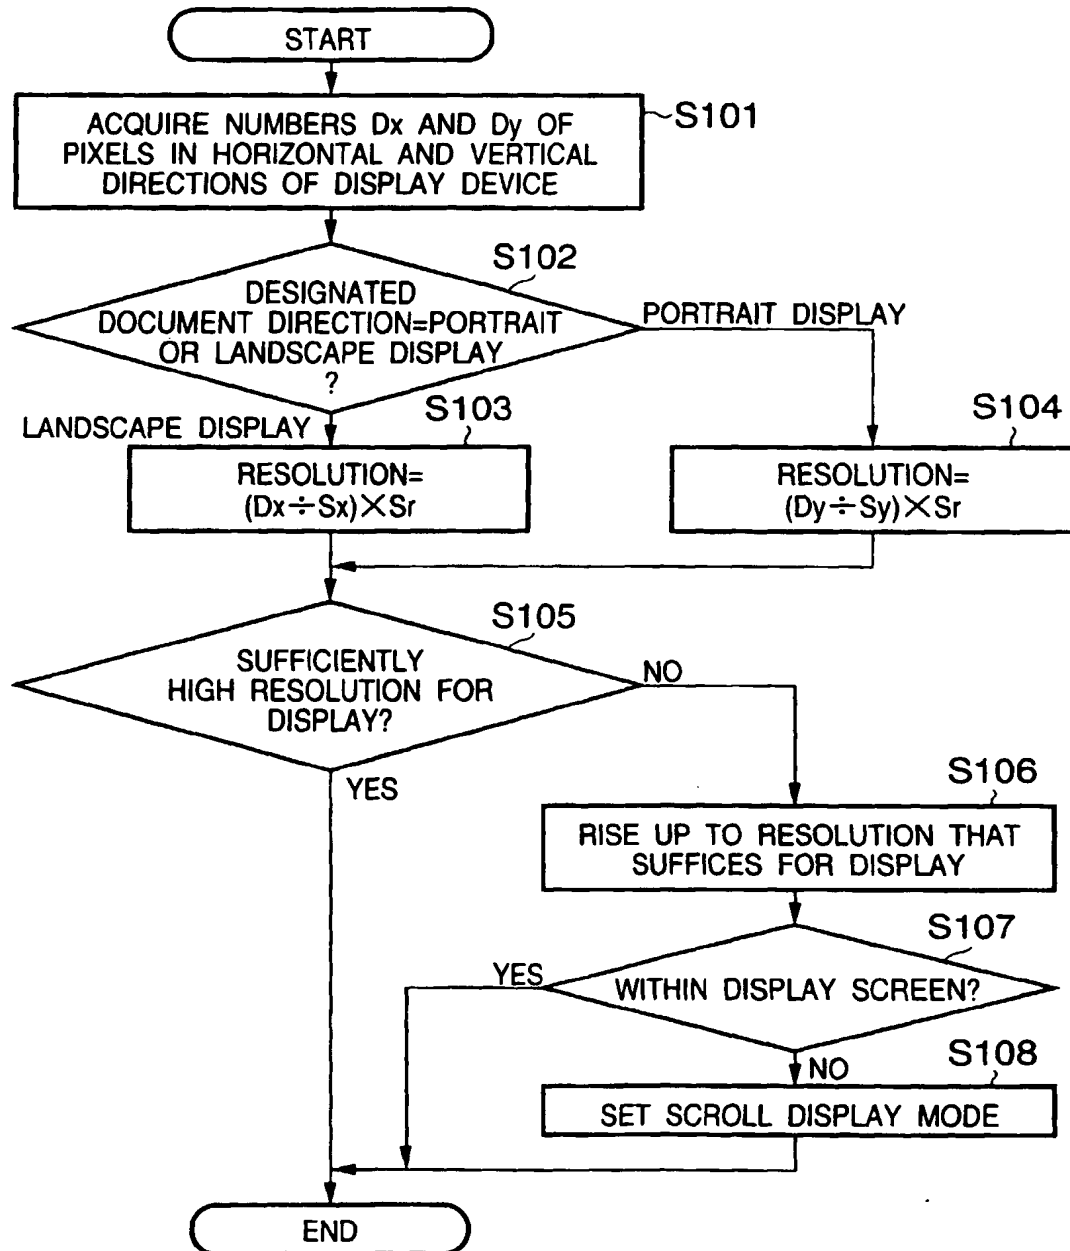 START
S101
ACQUIRE NUMBERS Dx AND Dy OF
PIXELS IN HORIZONTAL AND VERTICAL
DIRECTIONS OF DISPLAY DEVICE
S102
DESIGNATED
DOCUMENT DIRECTION=PORTRAIT
OR LANDSCAPE DISPLAY
?
PORTRAIT DISPLAY
LANDSCAPE DISPLAY
S103
RESOLUTION=
(Dx÷Sx)×Sr
S104
RESOLUTION=
(Dy÷Sy)×Sr
S105
SUFFICIENTLY
HIGH RESOLUTION FOR
DISPLAY?
NO
YES
S106
RISE UP TO RESOLUTION THAT
SUFFICES FOR DISPLAY
S107
YES
WITHIN DISPLAY SCREEN?
NO
S108
SET SCROLL DISPLAY MODE
END